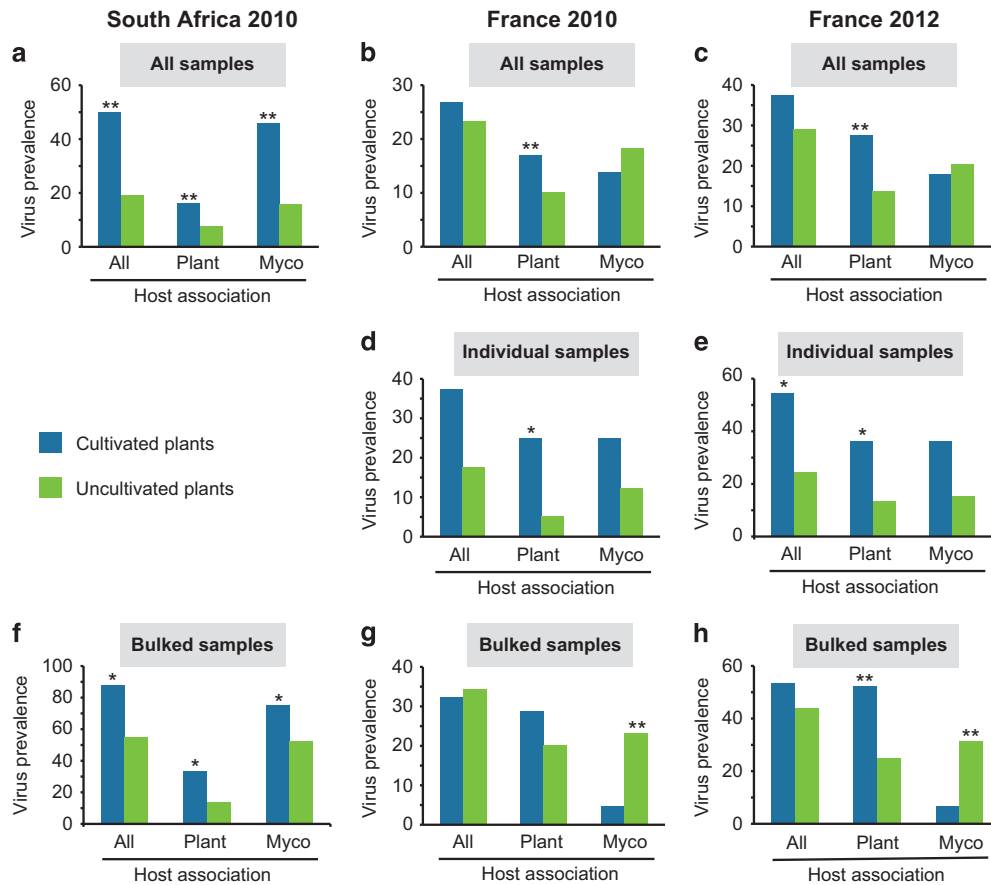 South Africa 2010
France 2010
France 2012
a
All samples
60
40
20
0
Virus prevalence
**
**
**
All Plant Myco
Host association
b
All samples
30
20
10
0
Virus prevalence
**
All Plant Myco
Host association
c
All samples
40
30
20
10
0
Virus prevalence
**
All Plant Myco
Host association
Cultivated plants
Uncultivated plants
d
Individual samples
40
30
20
10
0
Virus prevalence
*
All Plant Myco
Host association
e
Individual samples
60
40
20
0
Virus prevalence
*
*
All Plant Myco
Host association
f
Bulked samples
100
80
60
40
20
0
Virus prevalence
*
*
*
All Plant Myco
Host association
g
Bulked samples
40
30
20
10
0
Virus prevalence
**
All Plant Myco
Host association
h
Bulked samples
60
40
20
0
Virus prevalence
**
**
All Plant Myco
Host association